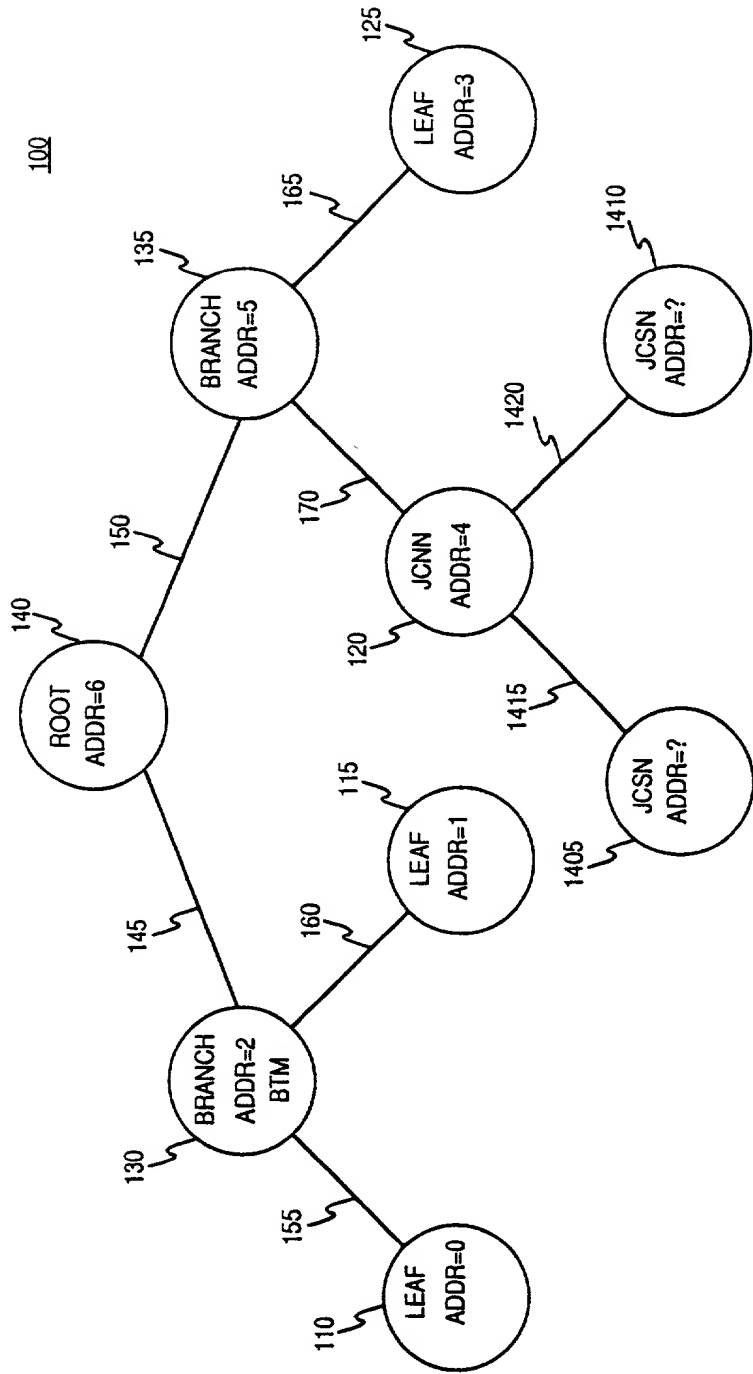 100
140
ROOT
ADDR=6
145
150
130
BRANCH
ADDR=2
BTM
135
BRANCH
ADDR=5
155
160
170
165
110
LEAF
ADDR=0
115
LEAF
ADDR=1
120
JCNN
ADDR=4
125
LEAF
ADDR=3
1415
1420
1405
JCSN
ADDR=?
1410
JCSN
ADDR=?